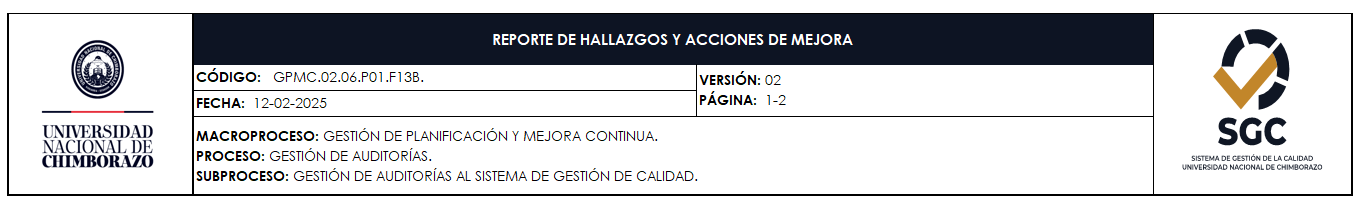 UNIVERSIDAD
NACIONAL DE
CHIMBORAZO
REPORTE DE HALLAZGOS Y ACCIONES DE MEJORA
CÓDIGO: GPMC.02.06.P01.F13B.
FECHA: 12-02-2025
VERSIÓN: 02
PÁGINA: 1-2
MACROPROCESO: GESTIÓN DE PLANIFICACIÓN Y MEJORA CONTINUA.
PROCESO: GESTIÓN DE AUDITORÍAS.
SUBPROCESO: GESTIÓN DE AUDITORÍAS AL SISTEMA DE GESTIÓN DE CALIDAD.
SGC
SISTEMA DE GESTIÓN DE LA CALIDAD
UNIVERSIDAD NACIONAL DE CHIMBORAZO